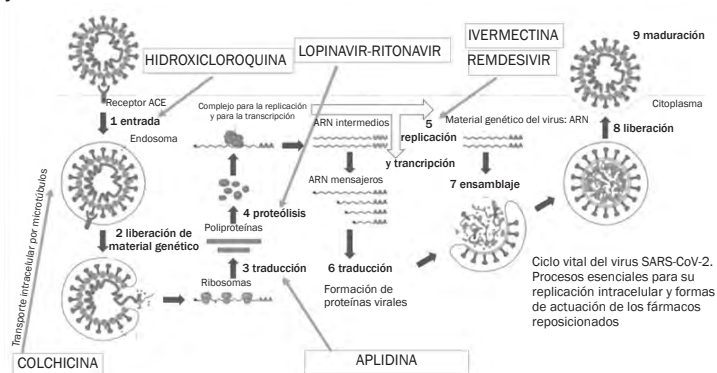 IVERMECTINA
LOPINAVIR-RITONAVIR
9 maduración
HIDROXICLOROQUINA
REMDESIVIR
Receptor ACE
Complejo para la replicación
y para la transcripción
Citoplasma
1 entrada
Endosoma
ARN intermedios
5
replicación
y trancripción
Material genético del virus: ARN
8 liberación
ARN mensajeros
7 ensamblaje
4 proteólisis
Poliproteínas
2 liberación de
material genético
3 traducción
Ribosomas
6 traducción
Formación de
proteínas virales
Transporte intracelular por microtúbulos
Ciclo vital del virus SARS-CoV-2.
Procesos esenciales para su
replicación intracelular y formas
de actuación de los fármacos
reposicionados
COLCHICINA
APLIDINA